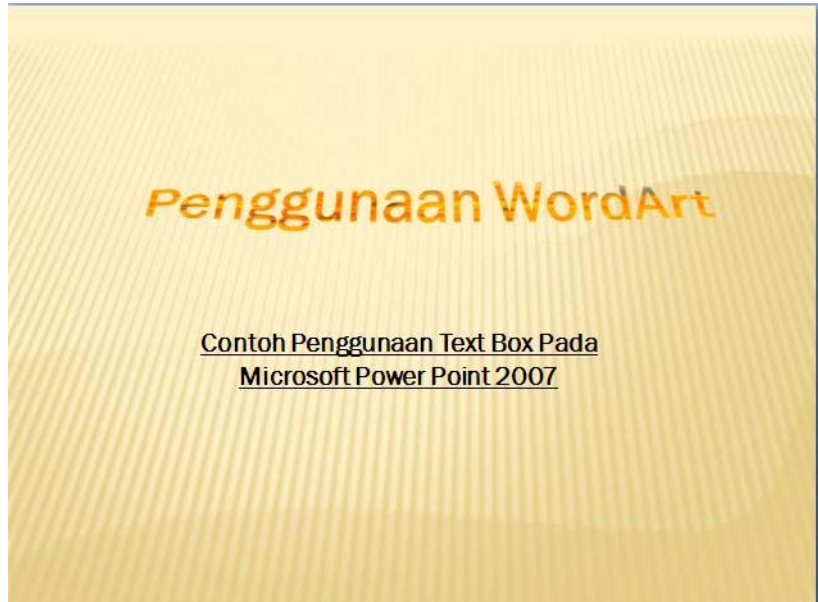 Penggunaan WordArt
Contoh Penggunaan Text Box Pada
Microsoft Power Point 2007